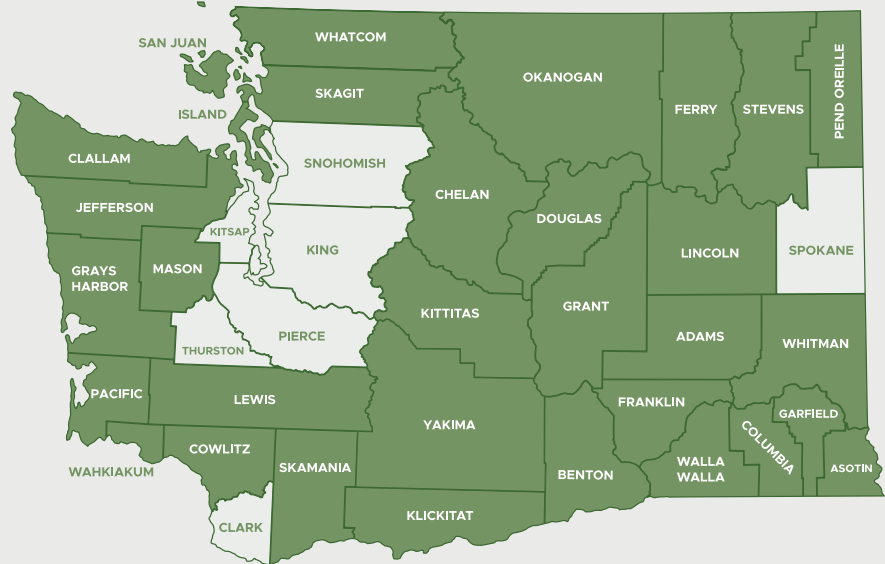 WHATCOM
SAN JUAN
OKANOGAN
PEND OREILLE
SKAGIT
FERRY
STEVENS
ISLAND
CLALLAM
SNOHOMISH
CHELAN
JEFFERSON
DOUGLAS
KITSAP
KING
LINCOLN
SPOKANE
GRAYS
HARBOR
MASON
KITTITAS
GRANT
PIERCE
ADAMS
WHITMAN
THURSTON
PACIFIC
LEWIS
FRANKLIN
GARFIELD
YAKIMA
COLUMBIA
COWLITZ
WAHKIAKUM
SKAMANIA
BENTON
WALLA
WALLA
ASOTIN
KLICKITAT
CLARK